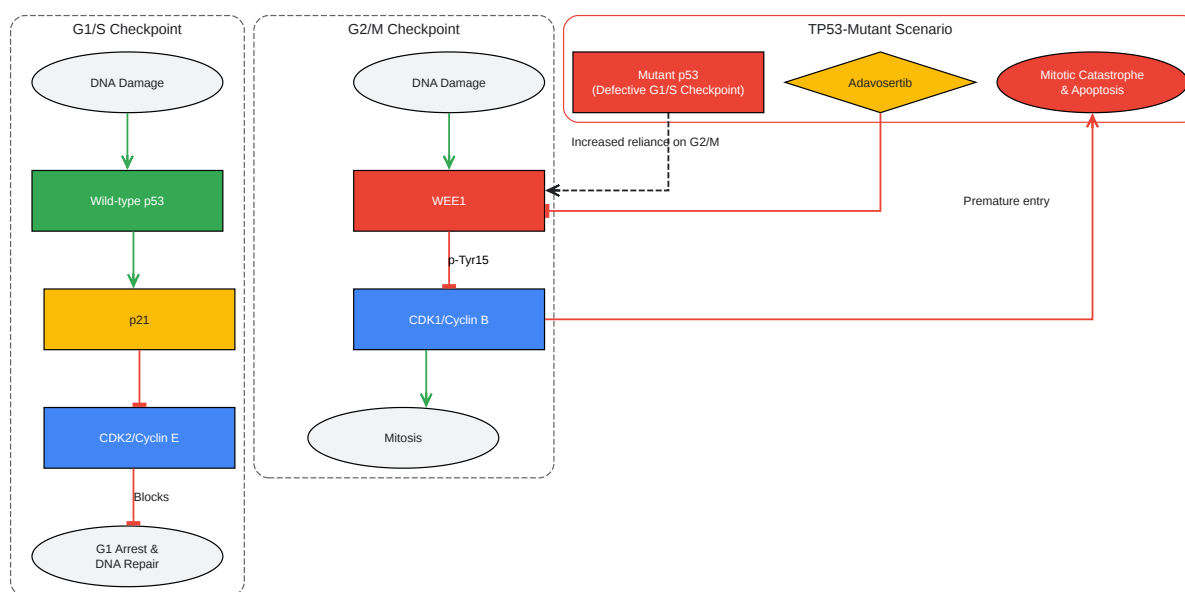 G1/S Checkpoint
DNA Damage
Wild-type p53
p21
CDK2/Cyclin E
Blocks
G1 Arrest &
DNA Repair
G2/M Checkpoint
DNA Damage
WEE1
p-Tyr15
CDK1/Cyclin B
Mitosis
TP53-Mutant Scenario
Mutant p53
(Defective G1/S Checkpoint)
Adavosertib
Mitotic Catastrophe
& Apoptosis
Increased reliance on G2/M
Premature entry